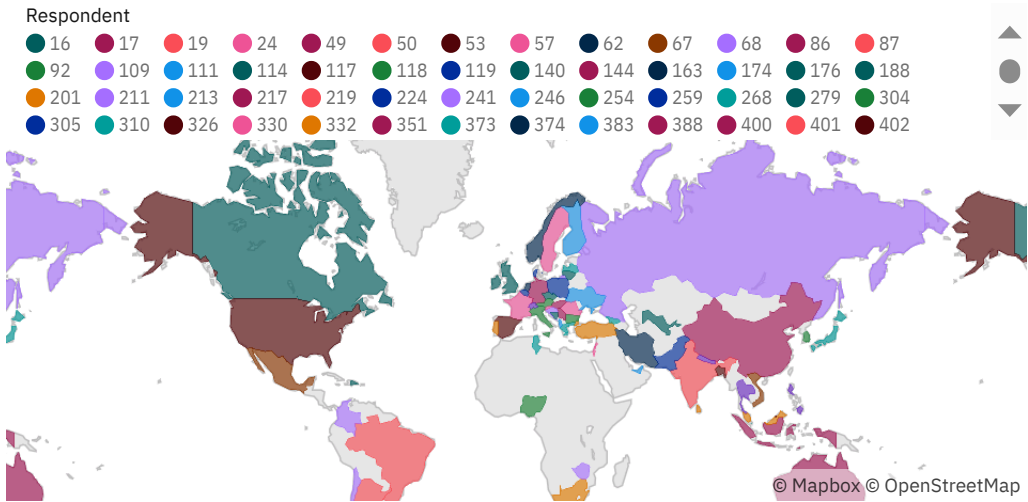 Respondent
16 17 19 24 49 50 53 57 62 67 68 86 87
92 109 111 114 117 118 119 140 144 163 174 176 188
201 211 213 217 219 224 241 246 254 259 268 279 304
305 310 326 330 332 351 373 374 383 388 400 401 402
© Mapbox © OpenStreetMap